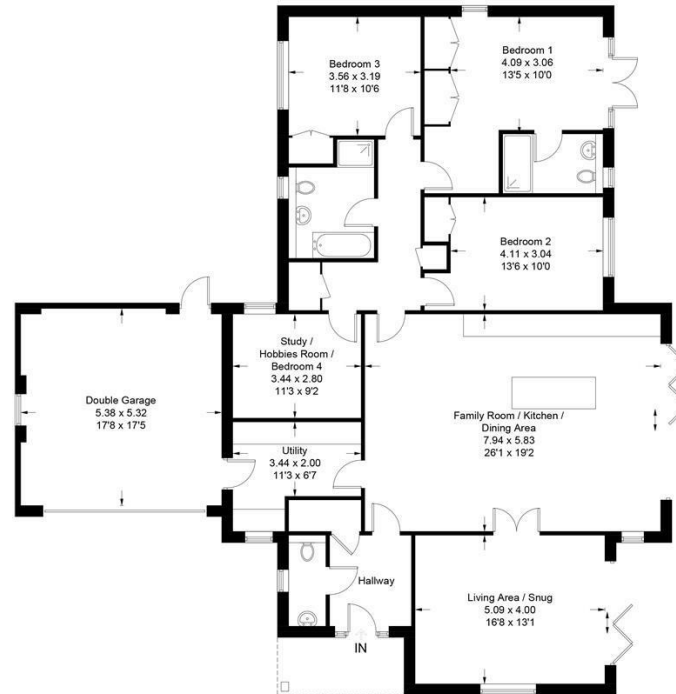 Bedroom 3
3.56 x 3.19
11'8 x 10'6
Bedroom 1
4.09 x 3.06
13'5 x 10'0
Bedroom 2
4.11 x 3.04
13'6 x 10'0
Study /
Hobbies Room /
Bedroom 4
3.44 x 2.80
11'3 x 9'2
Double Garage
5.38 x 5.32
17'8 x 17'5
Family Room / Kitchen /
Dining Area
7.94 x 5.83
26'1 x 19'2
Utility
3.44 x 2.00
11'3 x 6'7
Hallway
Living Area / Snug
5.09 x 4.00
16'8 x 13'1
IN